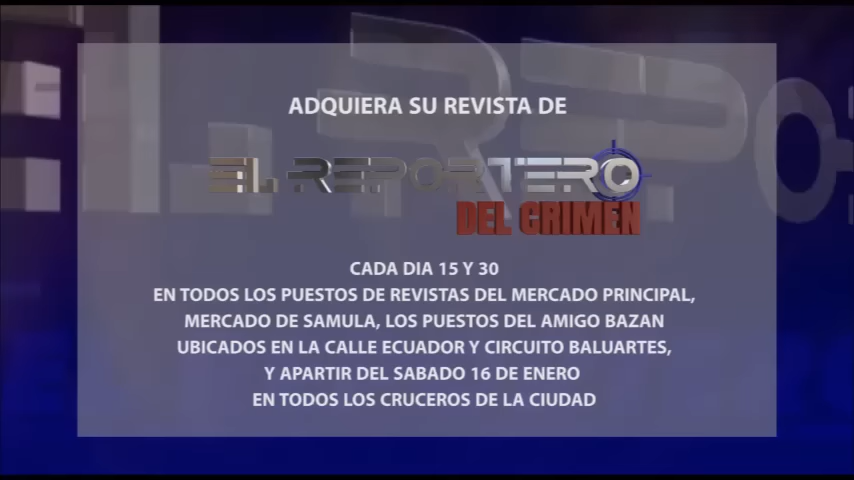 ADQUIERA SU REVISTA DE
EL REPORTERO
DEL CRIMEN
CADA DIA 15 Y 30
EN TODOS LOS PUESTOS DE REVISTAS DEL MERCADO PRINCIPAL,
MERCADO DE SAMULA, LOS PUESTOS DEL AMIGO BAZAN
UBICADOS EN LA CALLE ECUADOR Y CIRCUITO BALUARTES,
Y APARTIR DEL SABADO 16 DE ENERO
EN TODOS LOS CRUCEROS DE LA CIUDAD